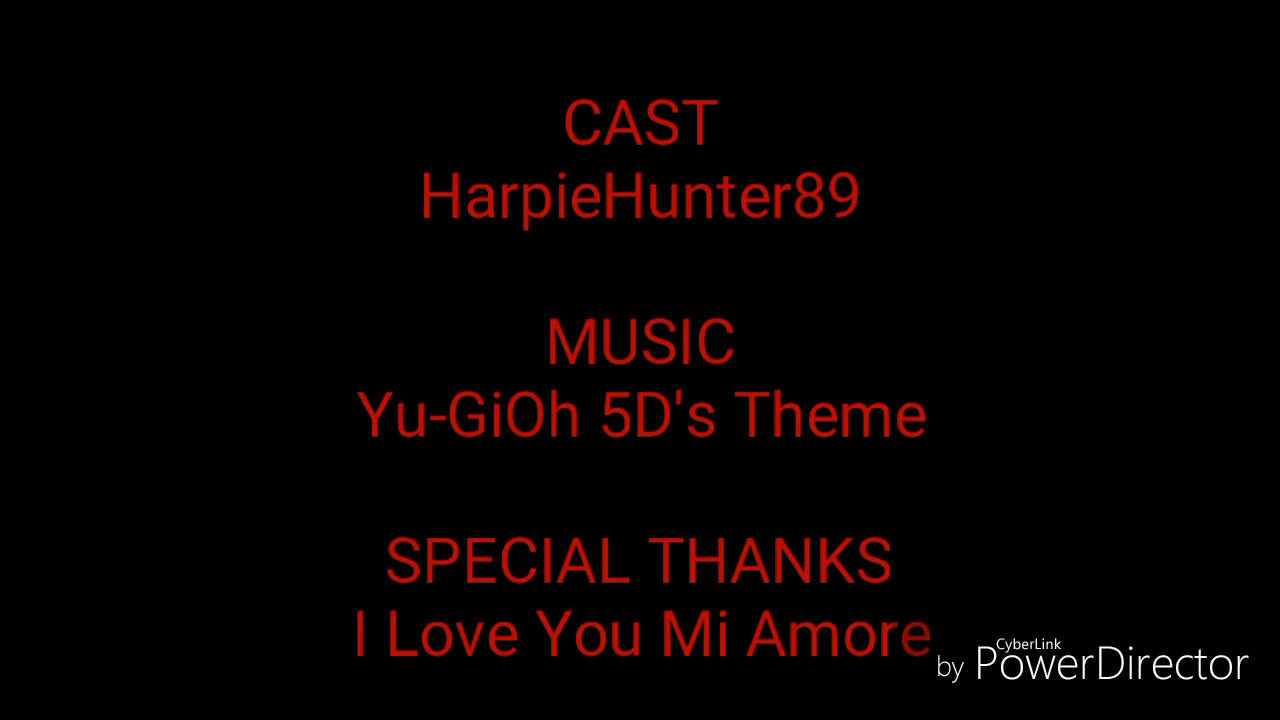 CAST
HarpieHunter89
MUSIC
Yu-GiOh 5D's Theme
SPECIAL THANKS
I Love You Mi Amore
CyberLink
by PowerDirector